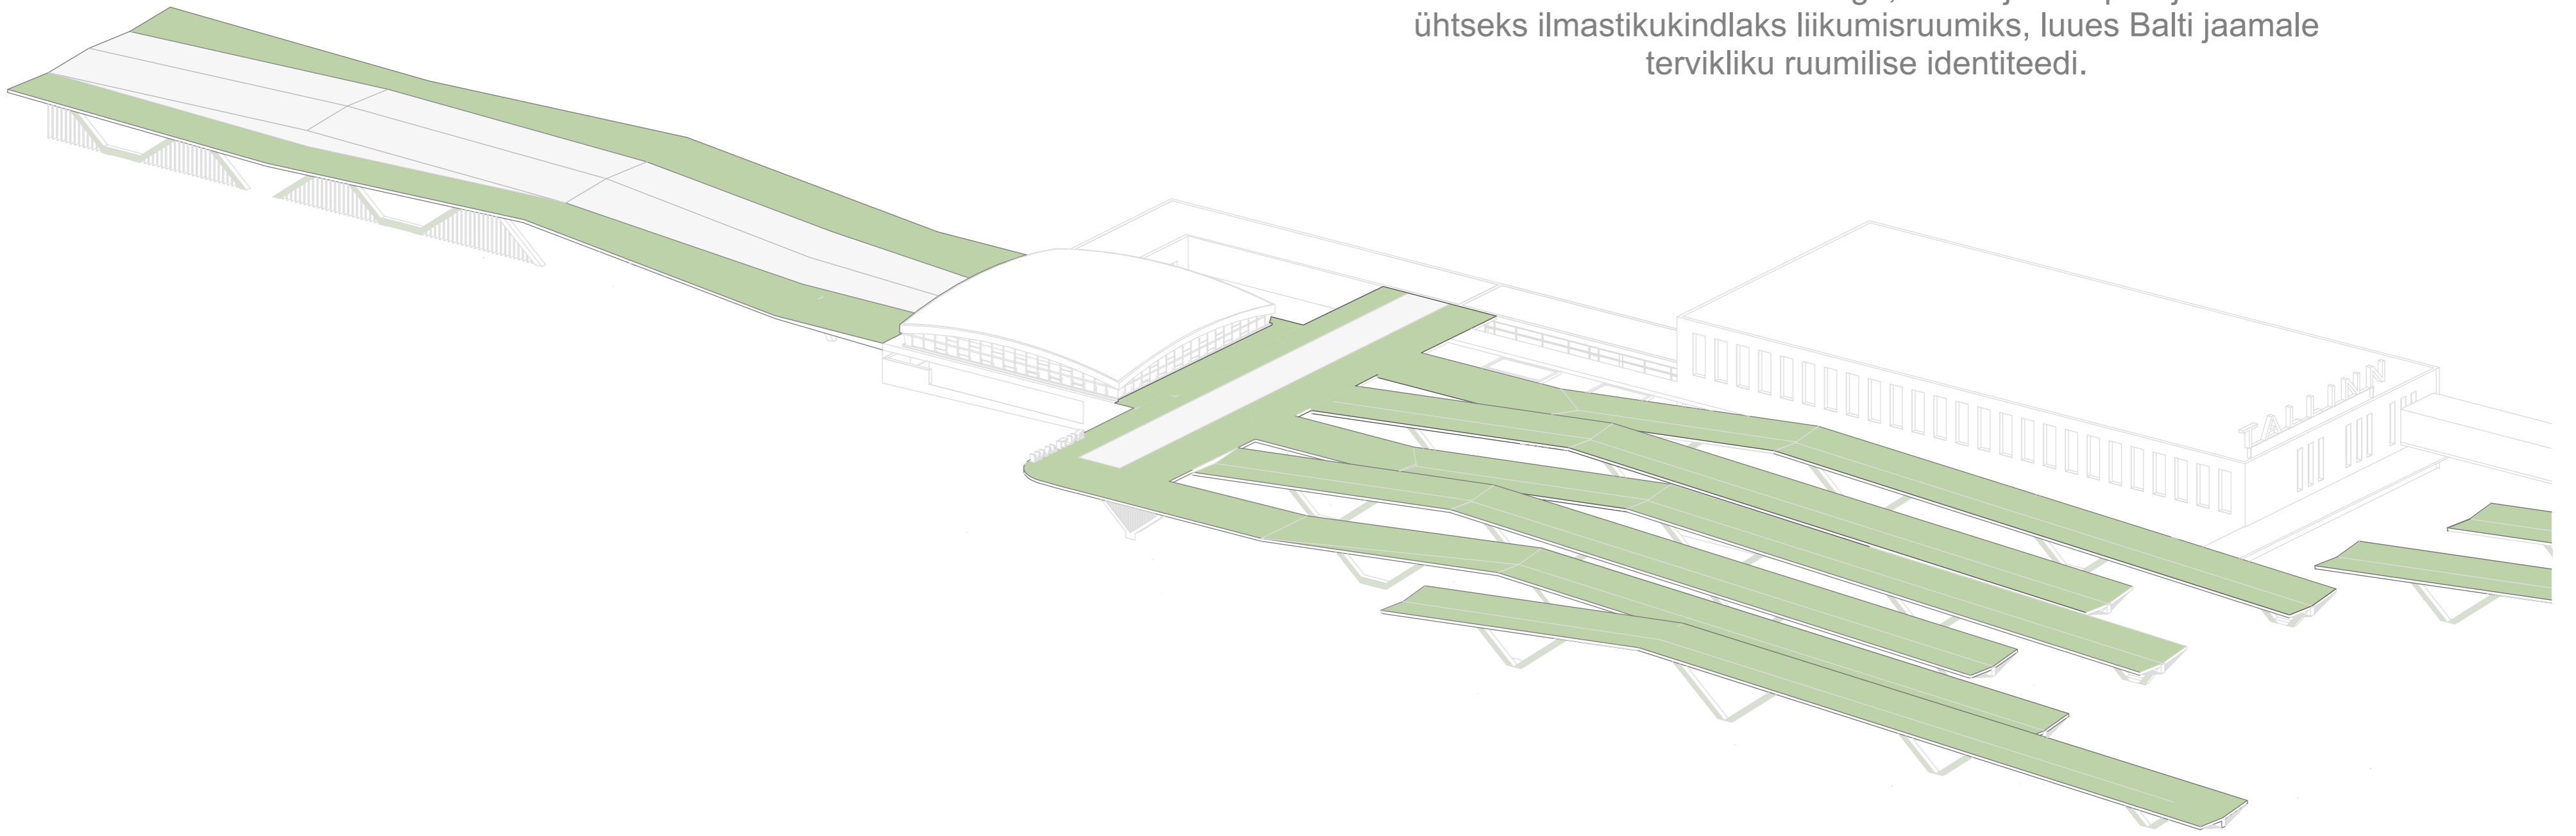 ühtseks ilmastikukindlaks liikumisruumiks, luues Balti jaamale
tervikliku ruumilise identiteedi.
TALLINN